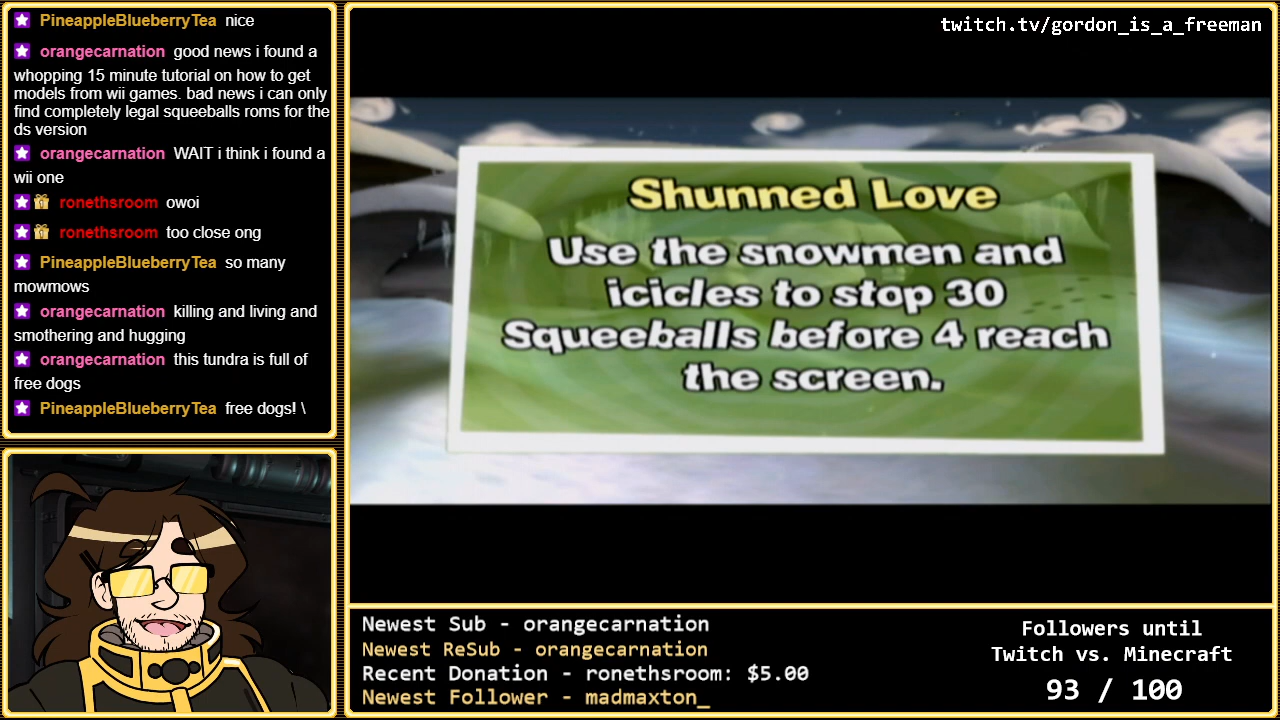 PineappleBlueberryTea nice
orangecarnation good news i found a
whopping 15 minute tutorial on how to get
models from wii games. bad news i can only
find completely legal squeeballs roms for the
ds version
orangecarnation WAIT i think i found a
wii one
ronethsroom owoi
ronethsroom too close ong
PineappleBlueberryTea so many
mowmows
orangecarnation killing and living and
smothering and hugging
orangecarnation this tundra is full of
free dogs
PineappleBlueberryTea free dogs! \
twitch.tv/gordon_is_a_freeman
Shunned Love
Use the snowmen and
icicles to stop 30
Squeeballs before 4 reach
the screen.
Newest Sub - orangecarnation
Newest ReSub - orangecarnation
Recent Donation - ronethsroom: $5.00
Newest Follower - madmaxton_
Followers until
Twitch vs. Minecraft
93 / 100